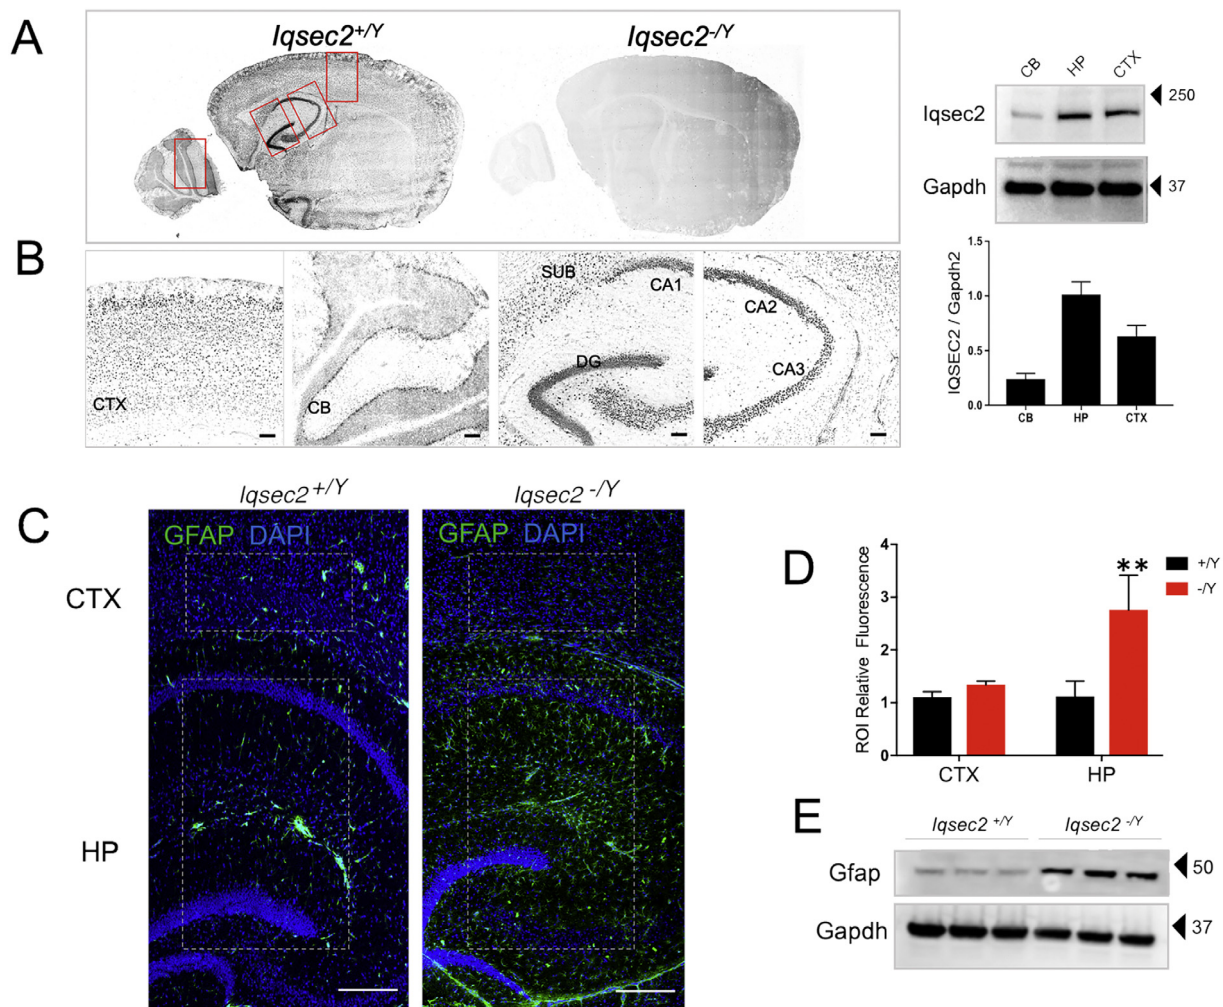 A
Iqsec2+/Y
Iqsec2-/Y
CB
HP
CTX
Iqsec2
250
Gapdh
37
B
CTX
CB
SUB
CA1
DG
CA2
CA3
IQSEC2 / Gapdh2
1.5
1.0
0.5
0.0
CB
HP
CTX
C
Iqsec2 +/Y
Iqsec2 -/Y
GFAP DAPI
GFAP DAPI
CTX
HP
D
ROI Relative Fluorescence
4
3
2
1
0
**
+/Y
-/Y
CTX
HP
E
Iqsec2 +/Y
Iqsec2 -/Y
Gfap
50
Gapdh
37